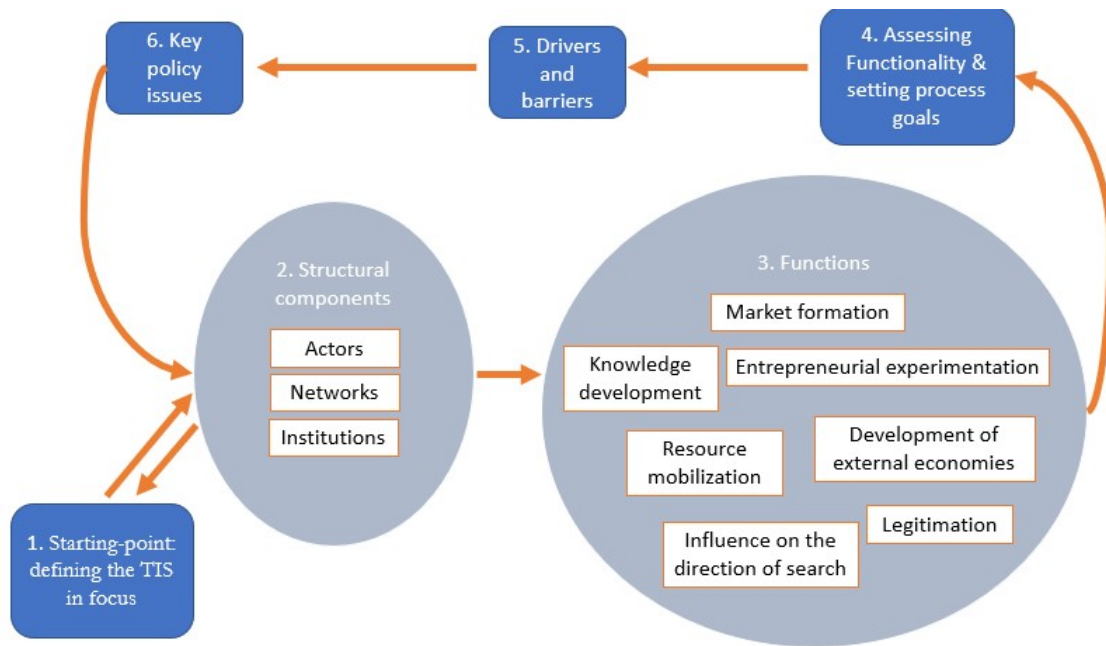 6. Key
policy
issues
5. Drivers
and
barriers
4. Assessing
Functionality &
setting process
goals
2. Structural
components
Actors
Networks
Institutions
3. Functions
Market formation
Knowledge
development
Entrepreneurial experimentation
Resource
mobilization
Development of
external economies
Influence on the
direction of search
Legitimation
1. Starting-point:
defining the TIS
in focus